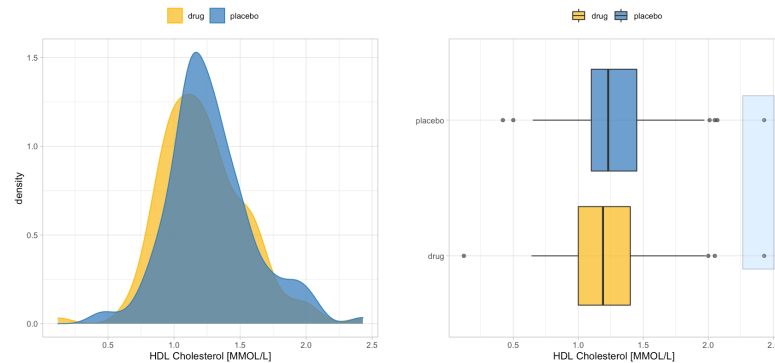 drug placebo
1.5
1.0
0.5
0.0
density
0.5 1.0 1.5 2.0 2.5
HDL Cholesterol [MMOL/L]
drug placebo
placebo
drug
0.5 1.0 1.5 2.0 2.5
HDL Cholesterol [MMOL/L]